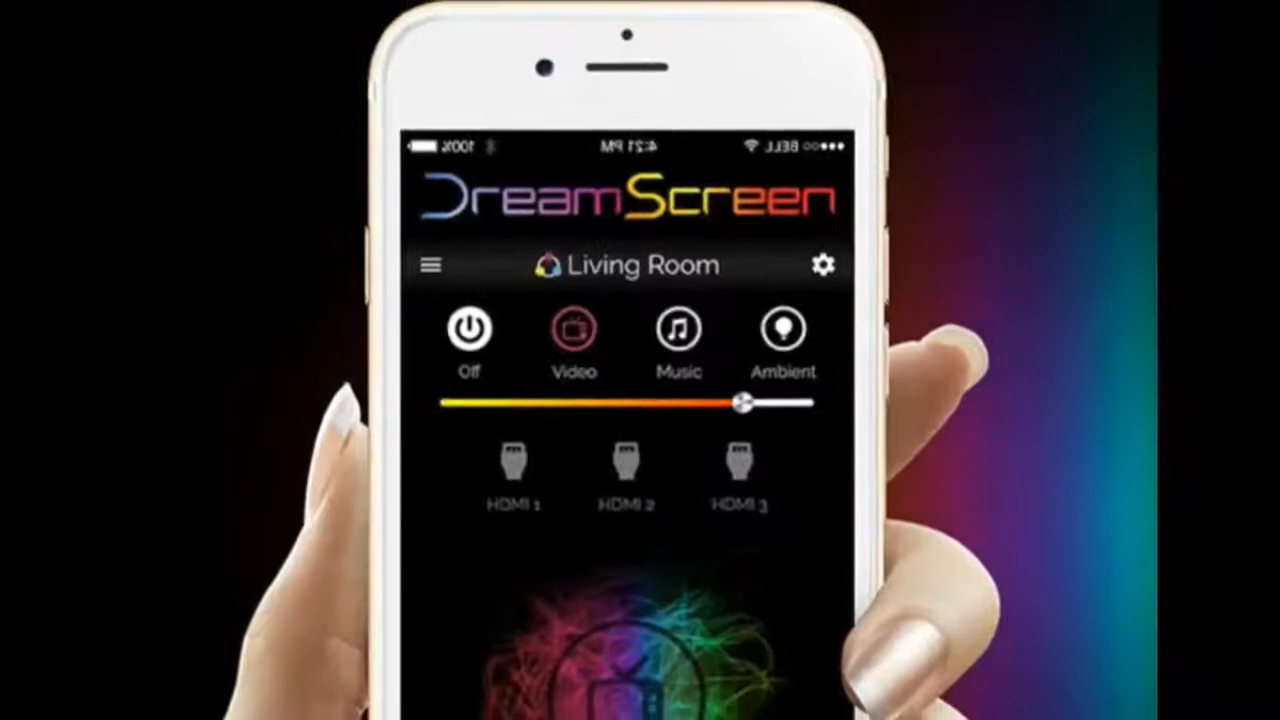 100% 4:21 PM BELL
DreamScreen
Living Room
Off Video Music Ambient
HDMI 1 HDMI 2 HDMI 3